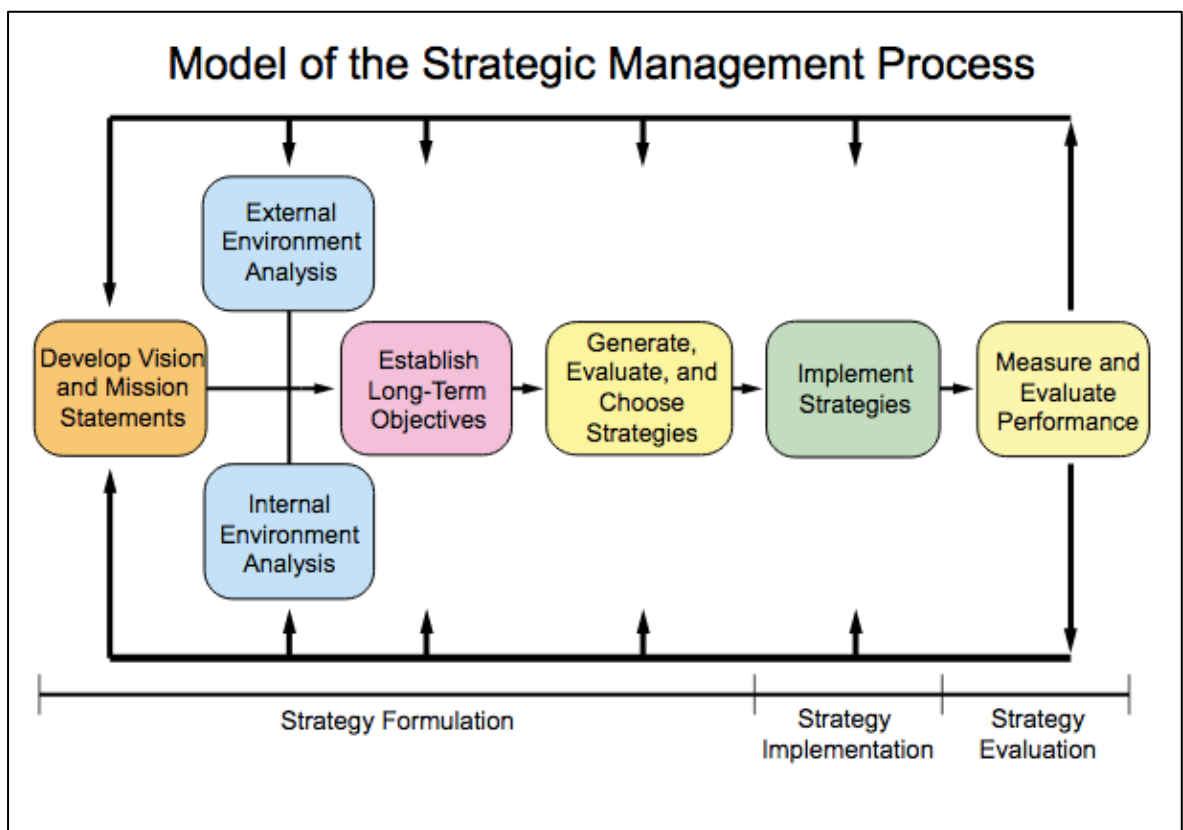 Model of the Strategic Management Process
External
Environment
Analysis
Develop Vision
and Mission
Statements
Internal
Environment
Analysis
Establish
Long-Term
Objectives
Generate,
Evaluate, and
Choose
Strategies
Implement
Strategies
Measure and
Evaluate
Performance
Strategy Formulation
Strategy
Implementation
Strategy
Evaluation